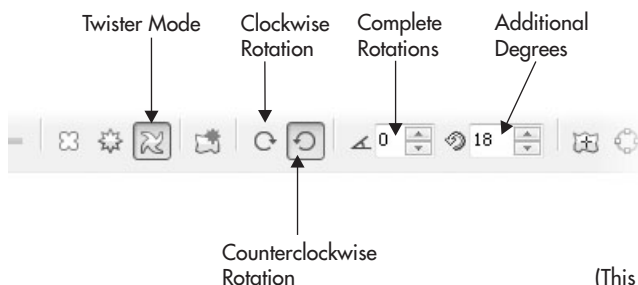 Twister Mode
Clockwise
Rotation
Complete
Rotations
Additional
Degrees
0
18
Counterclockwise
Rotation
(This